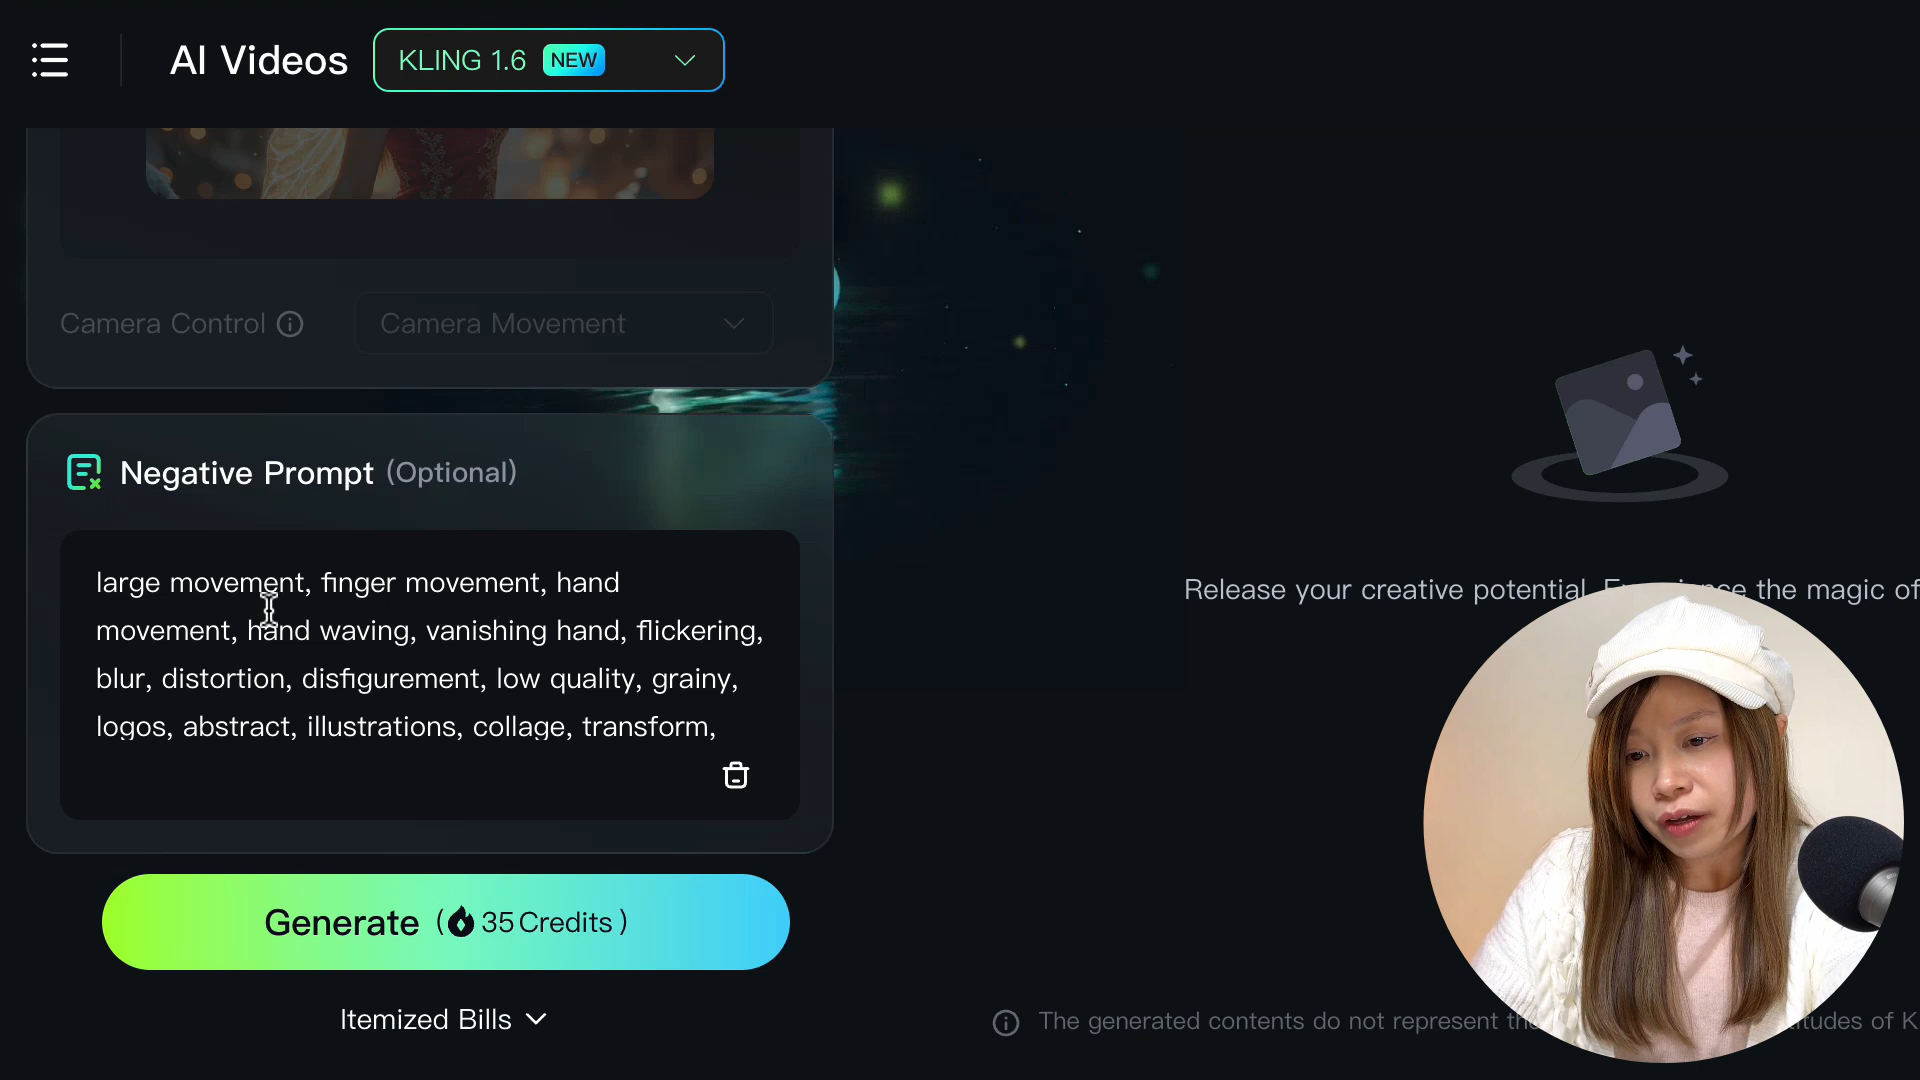 AI Videos
KLING 1.6 NEW
Camera Control
Camera Movement
Negative Prompt (Optional)
large movement, finger movement, hand
movement, hand waving, vanishing hand, flickering,
blur, distortion, disfigurement, low quality, grainy,
logos, abstract, illustrations, collage, transform,
Generate (35 Credits)
Itemized Bills
Release your creative potential. Experience the magic of
The generated contents do not represent the